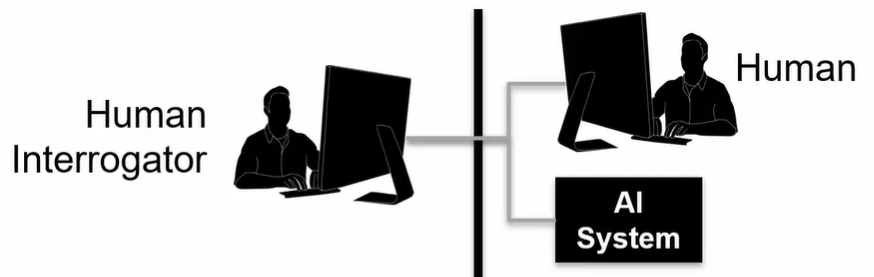 Human
Interrogator
Human
AI
System